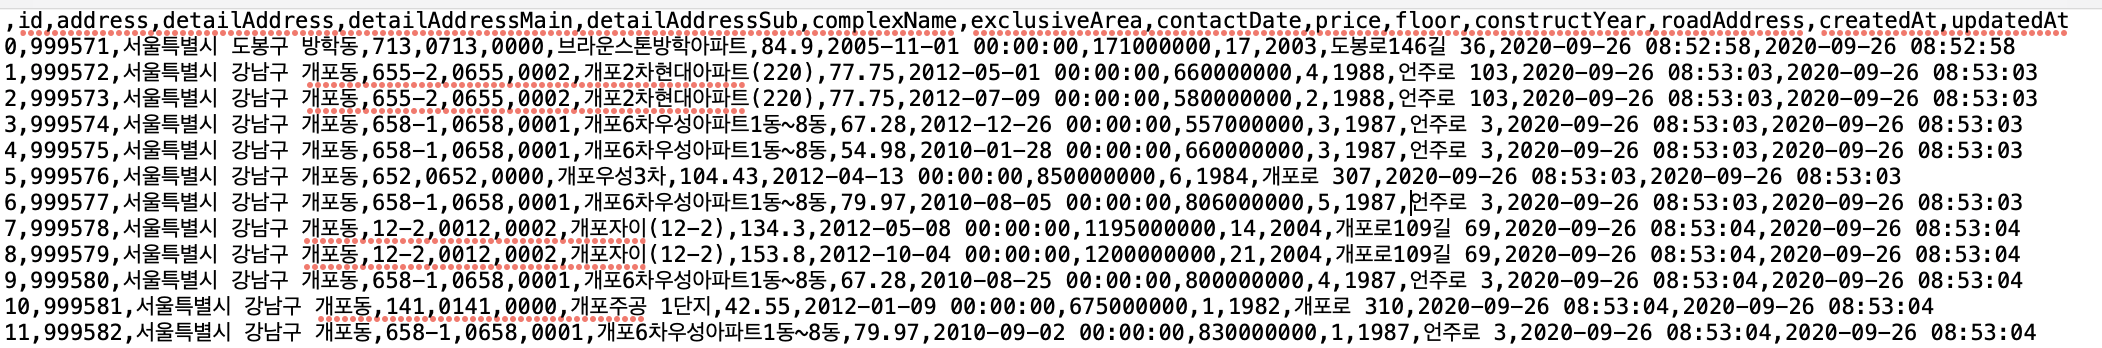 ,id,address,detailAddress,detailAddressMain,detailAddressSub,complexName,exclusiveArea,contactDate,price,floor,constructYear,roadAddress,createdAt,updatedAt
0,999571,서울특별시 도봉구 방학동,713,0713,0000,브라운스톤방학아파트,84.9,2005-11-01 00:00:00,171000000,17,2003,도봉로146길 36,2020-09-26 08:52:58,2020-09-26 08:52:58
1,999572,서울특별시 강남구 개포동,655-2,0655,0002,개포2차현대아파트(220),77.75,2012-05-01 00:00:00,660000000,4,1988,언주로 103,2020-09-26 08:53:03,2020-09-26 08:53:03
2,999573,서울특별시 강남구 개포동,655-2,0655,0002,개포2차현대아파트(220),77.75,2012-07-09 00:00:00,580000000,2,1988,언주로 103,2020-09-26 08:53:03,2020-09-26 08:53:03
3,999574,서울특별시 강남구 개포동,658-1,0658,0001,개포6차우성아파트1동~8동,67.28,2012-12-26 00:00:00,557000000,3,1987,언주로 3,2020-09-26 08:53:03,2020-09-26 08:53:03
4,999575,서울특별시 강남구 개포동,658-1,0658,0001,개포6차우성아파트1동~8동,54.98,2010-01-28 00:00:00,660000000,3,1987,언주로 3,2020-09-26 08:53:03,2020-09-26 08:53:03
5,999576,서울특별시 강남구 개포동,652,0652,0000,개포우성3차,104.43,2012-04-13 00:00:00,850000000,6,1984,개포로 307,2020-09-26 08:53:03,2020-09-26 08:53:03
6,999577,서울특별시 강남구 개포동,658-1,0658,0001,개포6차우성아파트1동~8동,79.97,2010-08-05 00:00:00,806000000,5,1987,언주로 3,2020-09-26 08:53:03,2020-09-26 08:53:03
7,999578,서울특별시 강남구 개포동,12-2,0012,0002,개포자이(12-2),134.3,2012-05-08 00:00:00,1195000000,14,2004,개포로109길 69,2020-09-26 08:53:04,2020-09-26 08:53:04
8,999579,서울특별시 강남구 개포동,12-2,0012,0002,개포자이(12-2),153.8,2012-10-04 00:00:00,1200000000,21,2004,개포로109길 69,2020-09-26 08:53:04,2020-09-26 08:53:04
9,999580,서울특별시 강남구 개포동,658-1,0658,0001,개포6차우성아파트1동~8동,67.28,2010-08-25 00:00:00,800000000,4,1987,언주로 3,2020-09-26 08:53:04,2020-09-26 08:53:04
10,999581,서울특별시 강남구 개포동,141,0141,0000,개포주공 1단지,42.55,2012-01-09 00:00:00,675000000,1,1982,개포로 310,2020-09-26 08:53:04,2020-09-26 08:53:04
11,999582,서울특별시 강남구 개포동,658-1,0658,0001,개포6차우성아파트1동~8동,79.97,2010-09-02 00:00:00,830000000,1,1987,언주로 3,2020-09-26 08:53:04,2020-09-26 08:53:04